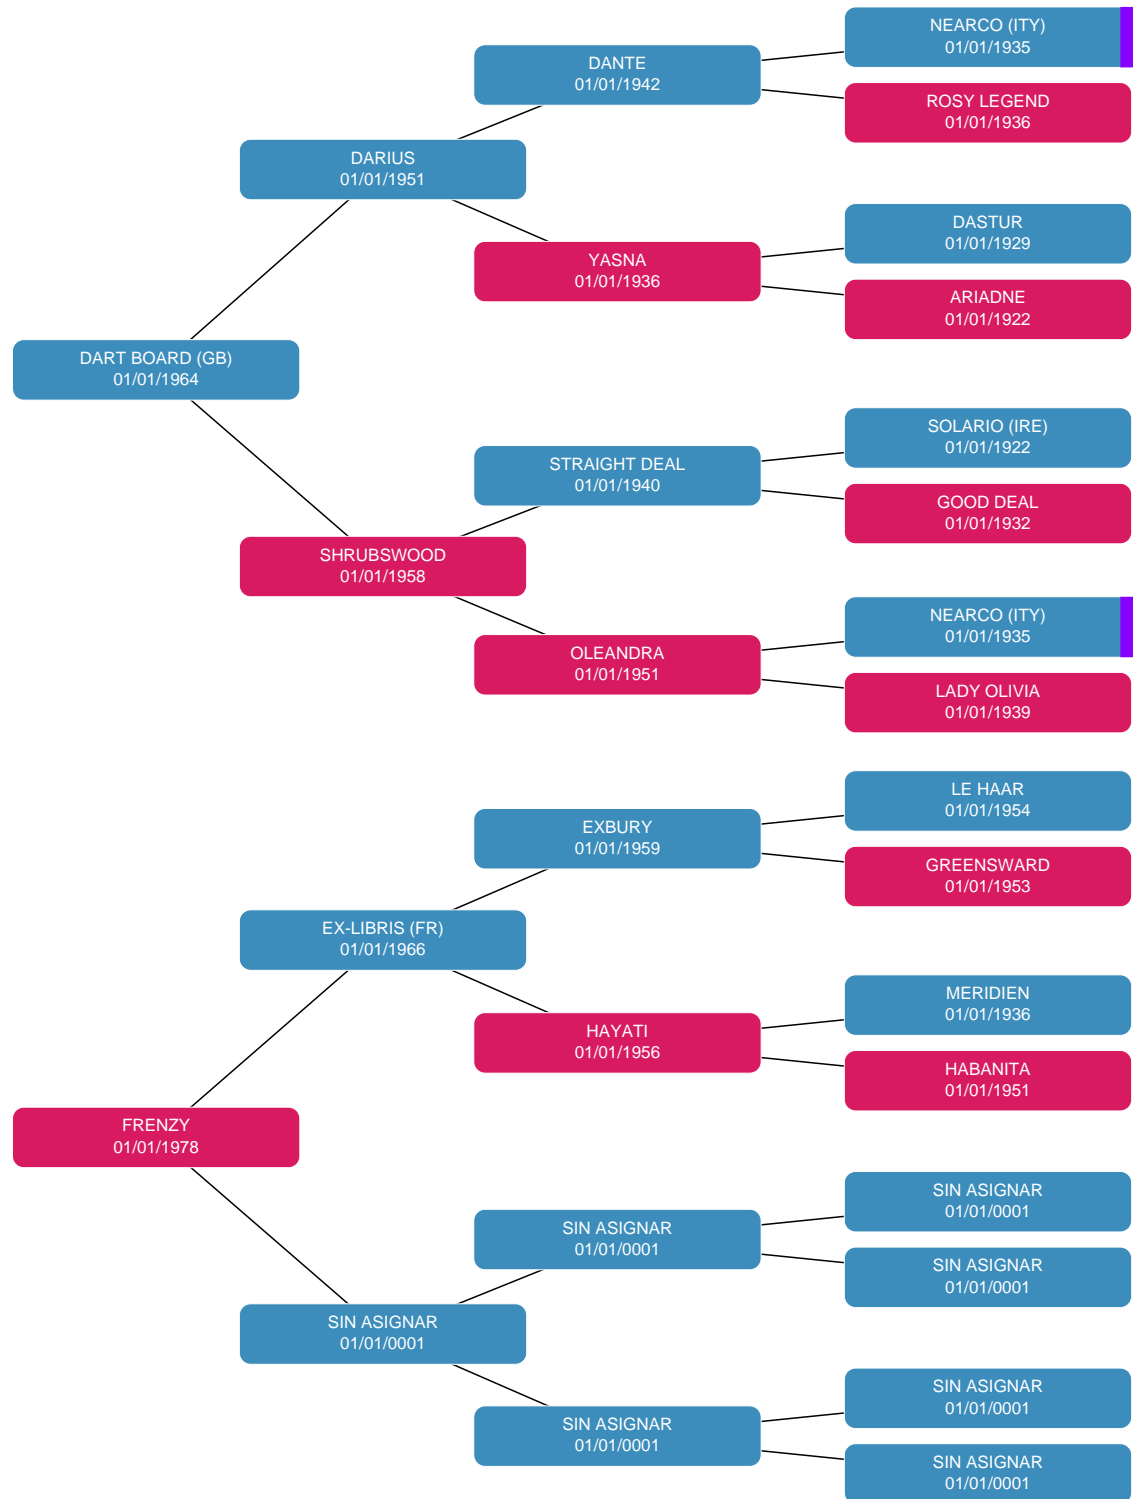 NEARCO (ITY)
01/01/1935
DANTE
01/01/1942
ROSY LEGEND
01/01/1936
DARIUS
01/01/1951
DASTUR
01/01/1929
YASNA
01/01/1936
ARIADNE
01/01/1922
DART BOARD (GB)
01/01/1964
SOLARIO (IRE)
01/01/1922
STRAIGHT DEAL
01/01/1940
GOOD DEAL
01/01/1932
SHRUBSWOOD
01/01/1958
NEARCO (ITY)
01/01/1935
OLEANDRA
01/01/1951
LADY OLIVIA
01/01/1939
LE HAAR
01/01/1954
EXBURY
01/01/1959
GREENSWARD
01/01/1953
EX-LIBRIS (FR)
01/01/1966
MERIDIEN
01/01/1936
HAYATI
01/01/1956
HABANITA
01/01/1951
FRENZY
01/01/1978
SIN ASIGNAR
01/01/0001
SIN ASIGNAR
01/01/0001
SIN ASIGNAR
01/01/0001
SIN ASIGNAR
01/01/0001
SIN ASIGNAR
01/01/0001
SIN ASIGNAR
01/01/0001
SIN ASIGNAR
01/01/0001